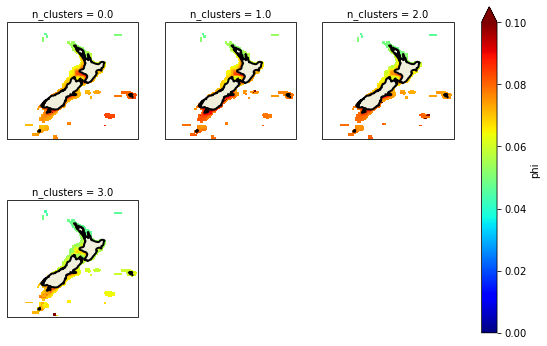 n_clusters = 0.0
n_clusters = 1.0
n_clusters = 2.0
n_clusters = 3.0
0.10
0.08
0.06
0.04
0.02
0.00
phi